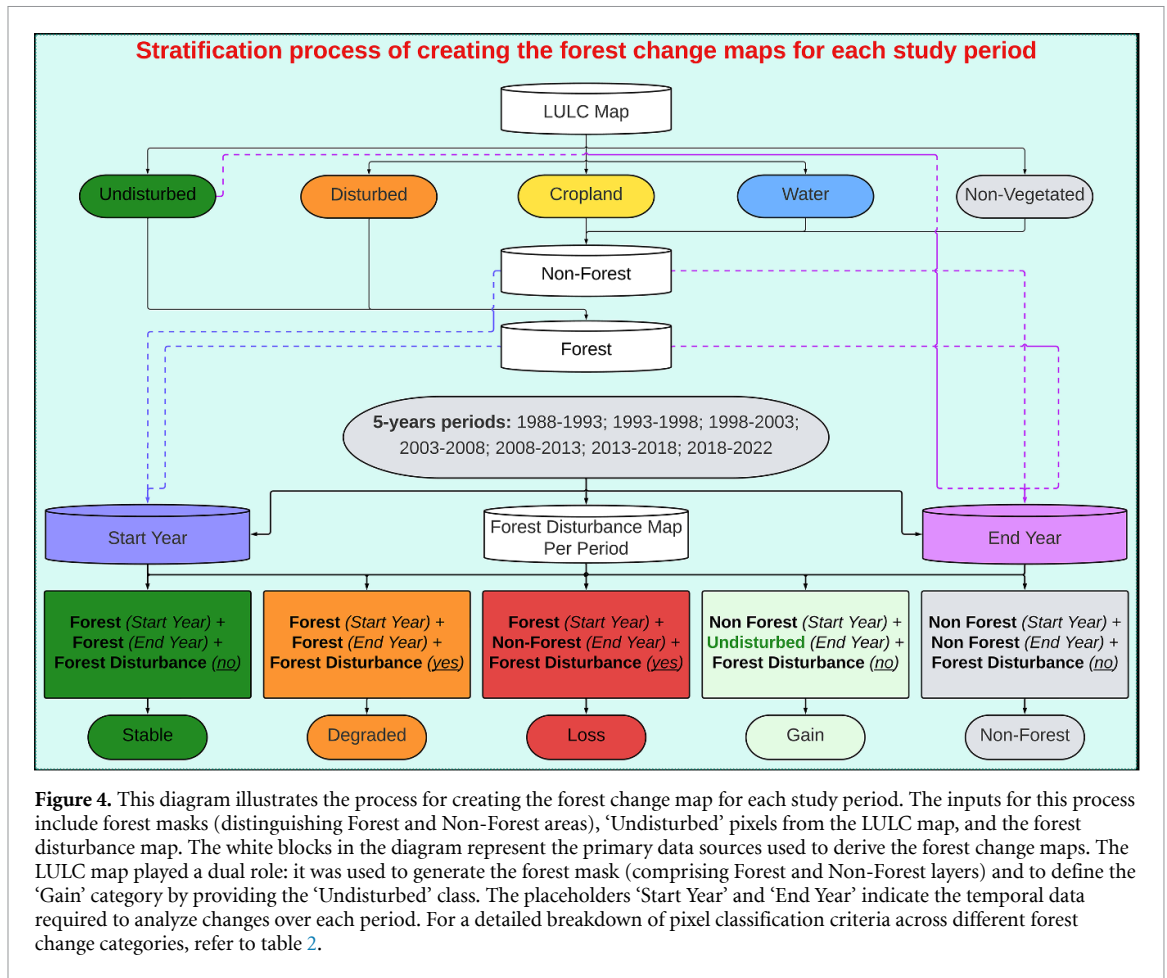 Stratification process of creating the forest change maps for each study period
LULC Map
Undisturbed
Disturbed
Cropland
Water
Non-Vegetated
Non-Forest
Forest
5-years periods: 1988-1993; 1993-1998; 1998-2003;
2003-2008; 2008-2013; 2013-2018; 2018-2022
Start Year
Forest Disturbance Map
Per Period
End Year
Forest (Start Year) +
Forest (End Year) +
Forest Disturbance (no)
Forest (Start Year) +
Forest (End Year) +
Forest Disturbance (yes)
Forest (Start Year) +
Non-Forest (End Year) +
Forest Disturbance (yes)
Non Forest (Start Year) +
Undisturbed (End Year) +
Forest Disturbance (no)
Non Forest (Start Year) +
Non Forest (End Year) +
Forest Disturbance (no)
Stable
Degraded
Loss
Gain
Non-Forest
Figure 4. This diagram illustrates the process for creating the forest change map for each study period. The inputs for this process
include forest masks (distinguishing Forest and Non-Forest areas), ‘Undisturbed’ pixels from the LULC map, and the forest
disturbance map. The white blocks in the diagram represent the primary data sources used to derive the forest change maps. The
LULC map played a dual role: it was used to generate the forest mask (comprising Forest and Non-Forest layers) and to define the
‘Gain’ category by providing the ‘Undisturbed’ class. The placeholders ‘Start Year’ and ‘End Year’ indicate the temporal data
required to analyze changes over each period. For a detailed breakdown of pixel classification criteria across different forest
change categories, refer to table 2.